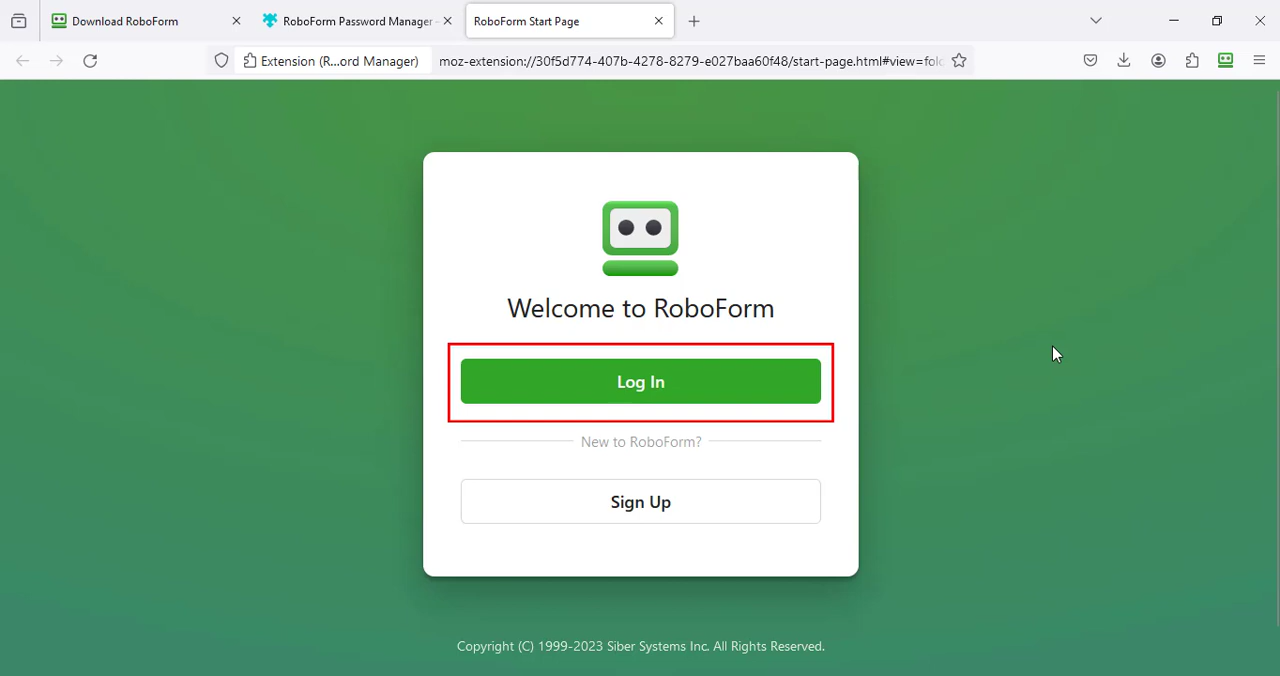 Download RoboForm
RoboForm Password Manager –
RoboForm Start Page
Extension (R...ord Manager)
moz-extension://30f5d774-407b-4278-8279-e027baa60f48/start-page.html#view=fol
Welcome to RoboForm
Log In
New to RoboForm?
Sign Up
Copyright (C) 1999-2023 Siber Systems Inc. All Rights Reserved.